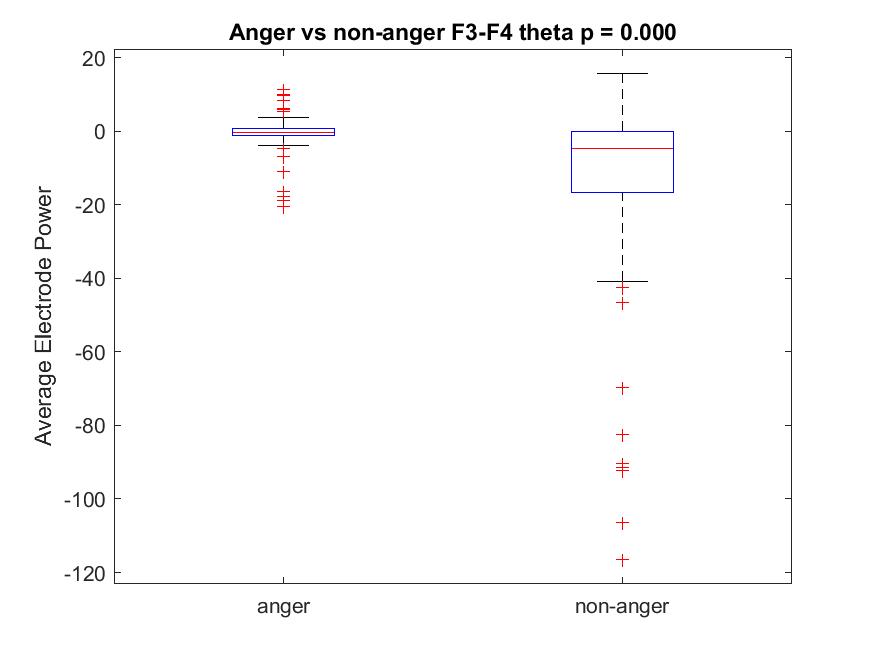 Anger vs non-anger F3-F4 theta p = 0.000
20
0
-20
-40
-60
-80
-100
-120
Average Electrode Power
anger non-anger